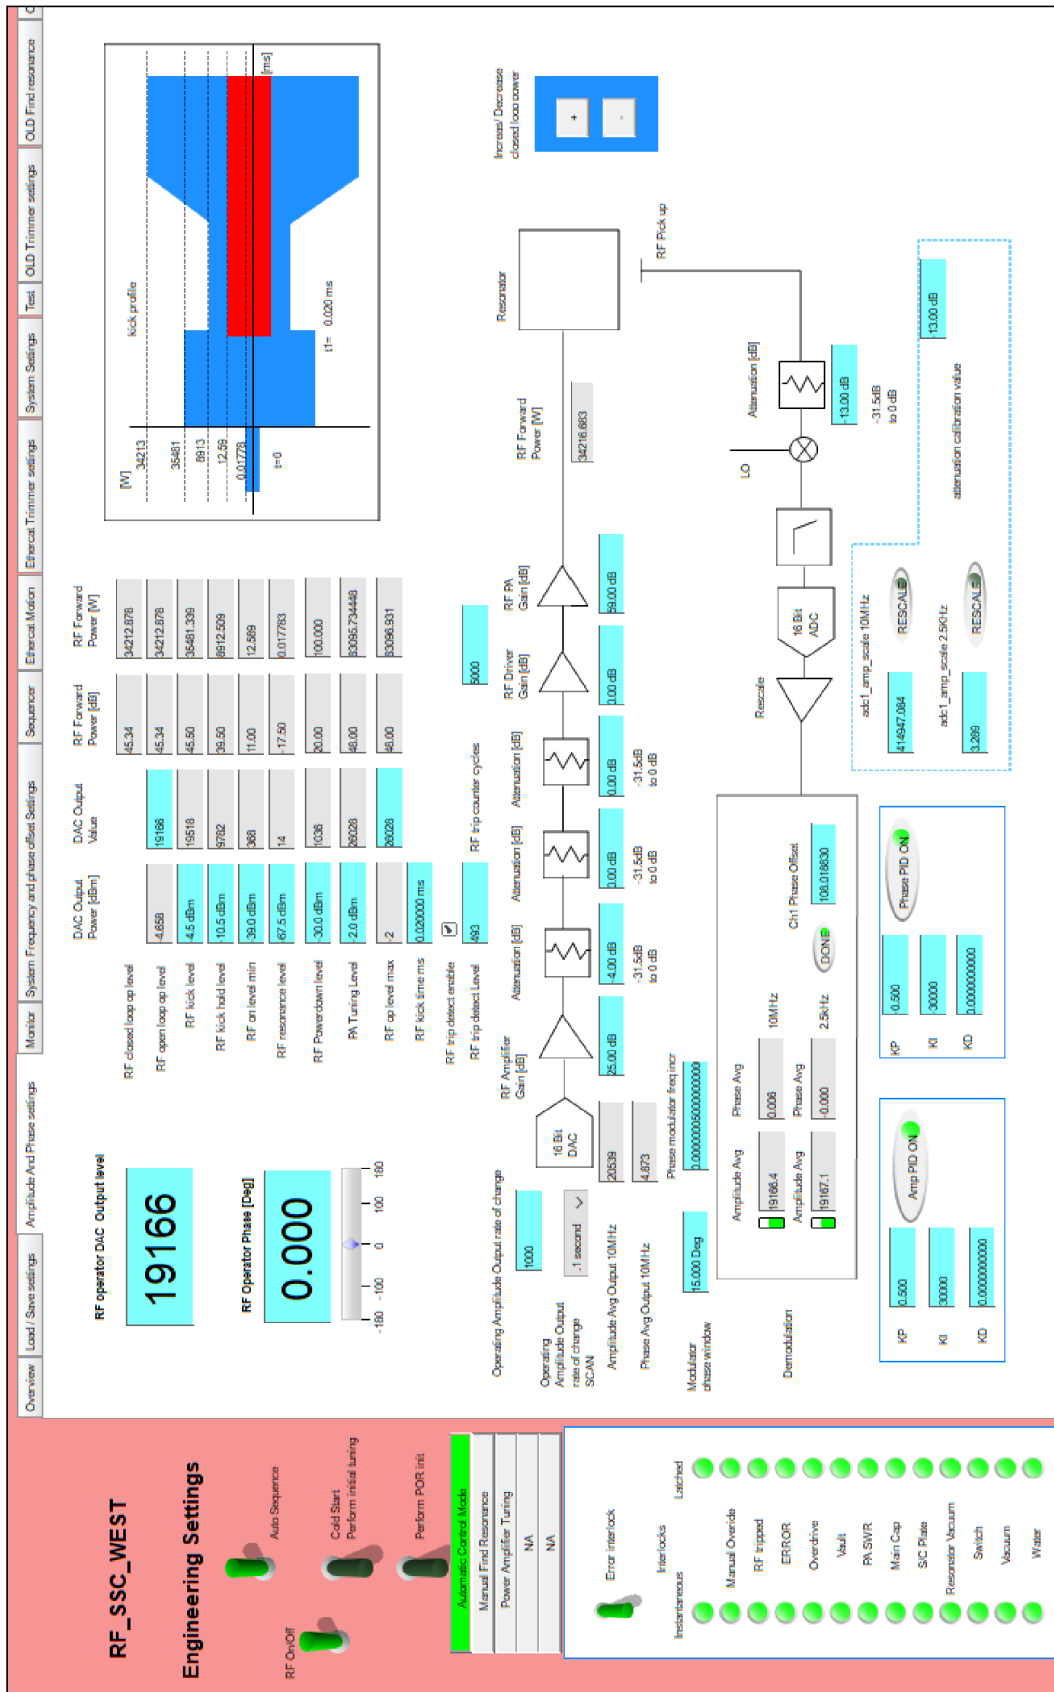 RF_SSC_WEST
Engineering Settings
RF On/Off
Auto Sequence
Cold Start
Perform initial tuning
Perform POR init
Automatic Control Mode
Manual Find Resonance
Power Amplifier Tuning
NA
NA
Error interlock
Interlocks
Instantaneous
Latched
Manual Overide
RF tripped
ERROR
Overdrive
Vault
PA SWR
Main Cap
S/C Plate
Resonator Vacuum
Switch
Vacuum
Water
Overview
Load / Save settings
Amplitude And Phase settings
Monitor
System Frequency and phase offset Settings
Sequencer
Ethercat Motion
Ethercat Trimmer settings
System Settings
Test
OLD Trimmer settings
OLD Find resonance
RF operator DAC Output level
19166
RF Operator Phase [Deg]
0.000
-180 -100 0 100 180
DAC Output Power [dBm]
DAC Output Value
RF Forward Power [dB]
RF Forward Power [W]
RF closed loop op level 45.34 34212.878
RF open loop op level -4.658 19166 45.34 34212.878
RF kick level -4.5 dBm 19518 45.50 35481.339
RF kick hold level -10.5 dBm 9782 39.50 8912.509
RF on level min -39.0 dBm 368 11.00 12.589
RF resonance level -67.5 dBm 14 -17.50 0.017783
RF Powerdown level -30.0 dBm 1036 20.00 100.000
PA Tuning Level -2.0 dBm 26028 48.00 63095.734448
RF op level max -2 26028 48.00 63096.931
RF kick time ms 0.020000 ms
RF trip detect enable
RF trip detect Level 493
RF trip counter cycles 5000
kick profile
[W]
34213
35481
8913
12.59
0.01778
t=0
t1= 0.020 ms
[ms]
Operating Amplitude Output rate of change
1000
Operating
Amplitude Output
rate of change
SCAN
.1 second
Amplitude Avg Output 10MHz
20539
Phase Avg Output 10MHz
-4.873
Modulator
phase window
15.000 Deg
Phase modulator freq incr
16 Bit
DAC
RF Amplifier
Gain [dB]
25.00 dB
Attenuation [dB]
-4.00 dB
-31.5dB
to 0 dB
Attenuation [dB]
0.00 dB
-31.5dB
to 0 dB
Attenuation [dB]
0.00 dB
-31.5dB
to 0 dB
RF Driver
Gain [dB]
0.00 dB
RF PA
Gain [dB]
59.00 dB
RF Forward
Power [W]
34216.683
Resonator
Increas/ Decrease
closed loop power
+
-
RF Pick up
Attenuation [dB]
-13.00 dB
-31.5dB
to 0 dB
LO
16 Bit
ADC
Rescale
adc1_amp_scale 10MHz
414947.084
RESCALE
adc1_amp_scale 2.5KHz
3.289
RESCALE
attenuation calibration value
-13.00 dB
Demodulation
Amplitude Avg
19166.4
Phase Avg
0.006
10MHz
Amplitude Avg
19167.1
Phase Avg
-0.000
2.5kHz
DONE
Ch1 Phase Offset
108.018630
KP
0.500
KI
30000
KD
0.0000000000
Amp PID ON
KP
-0.500
KI
-30000
KD
0.0000000000
Phase PID ON